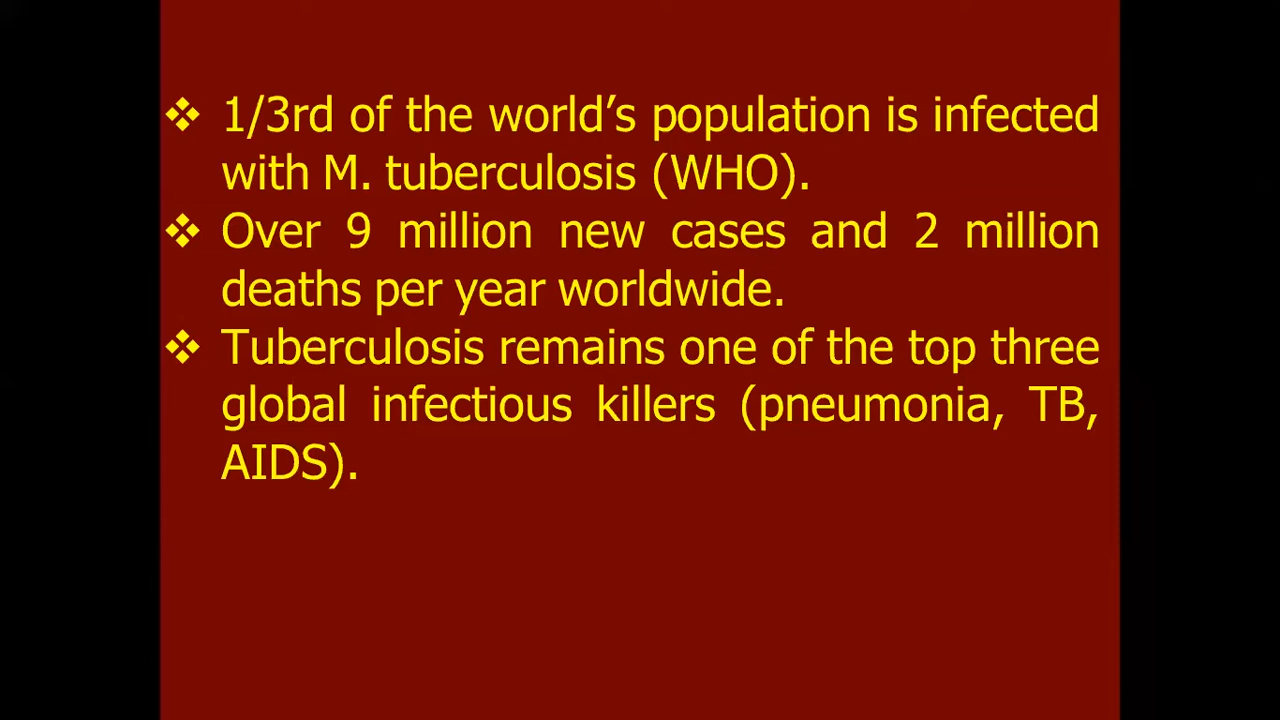 ❖ 1/3rd of the world’s population is infected
with M. tuberculosis (WHO).
❖ Over 9 million new cases and 2 million
deaths per year worldwide.
❖ Tuberculosis remains one of the top three
global infectious killers (pneumonia, TB,
AIDS).